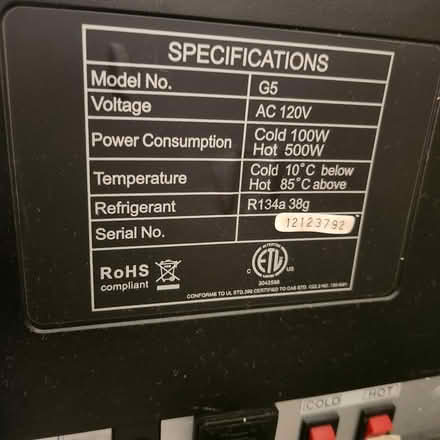 SPECIFICATIONS
Model No. G5
Voltage AC 120V
Power Consumption Cold 100W
Hot 500W
Temperature Cold 10°C below
Hot 85°C above
Refrigerant R134a 38g
Serial No. 12123792
RoHS
compliant
ETL
C US
COLD HOT